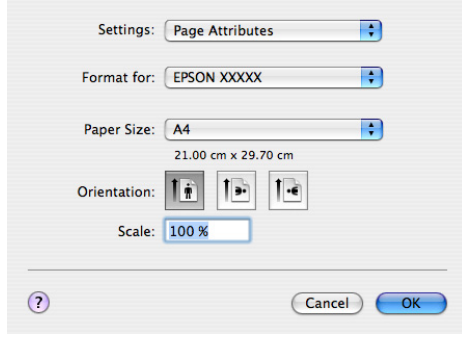 Settings: Page Attributes
Format for: EPSON XXXXX
Paper Size: A4
21.00 cm x 29.70 cm
Orientation:
Scale: 100 %
? Cancel OK